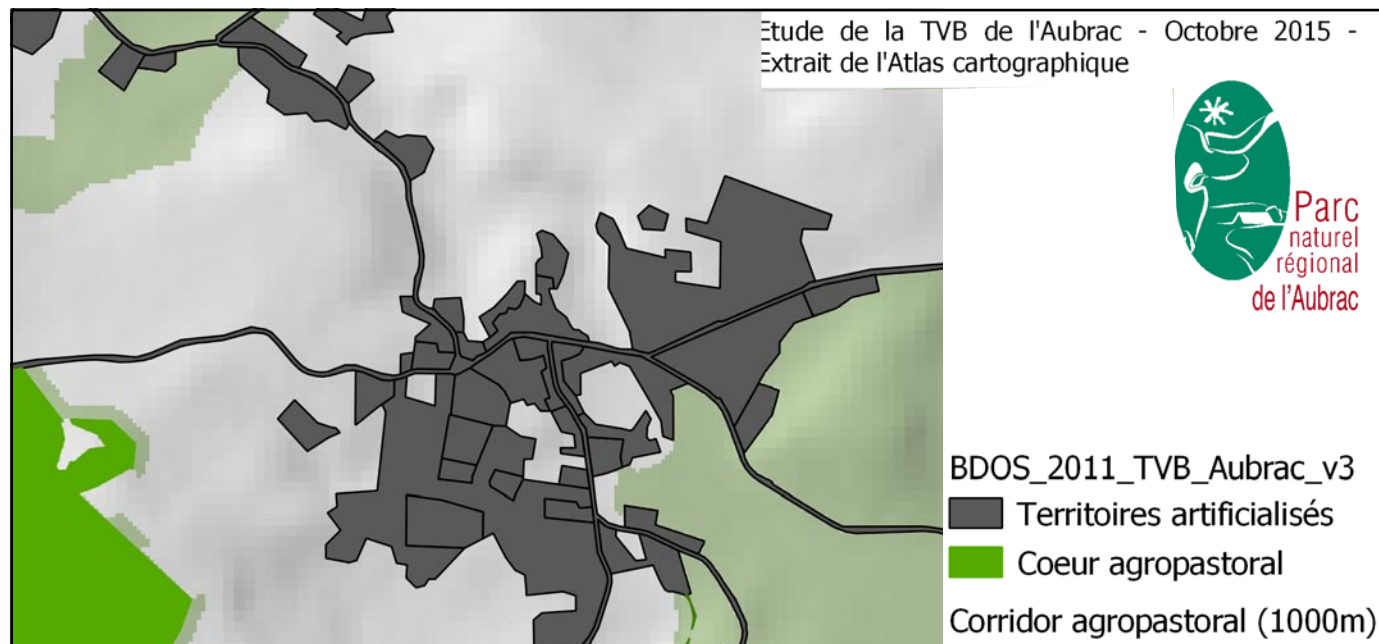 Etude de la TVB de l'Aubrac - Octobre 2015 -
Extrait de l'Atlas cartographique
Parc
naturel
régional
de l'Aubrac
BDOS_2011_TVB_Aubrac_v3
Territoires artificialisés
Coeur agropastoral
Corridor agropastoral (1000m)